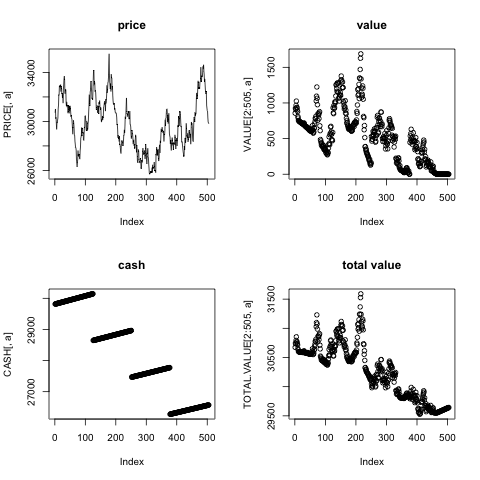 price
PRICE[, a]
34000
30000
26000
0 100 200 300 400 500
Index
value
VALUE[2:505, a]
1500
1000
500
0
0 100 200 300 400 500
Index
cash
CASH[, a]
29000
27000
0 100 200 300 400 500
Index
total value
TOTAL.VALUE[2:505, a]
31500
30500
29500
0 100 200 300 400 500
Index